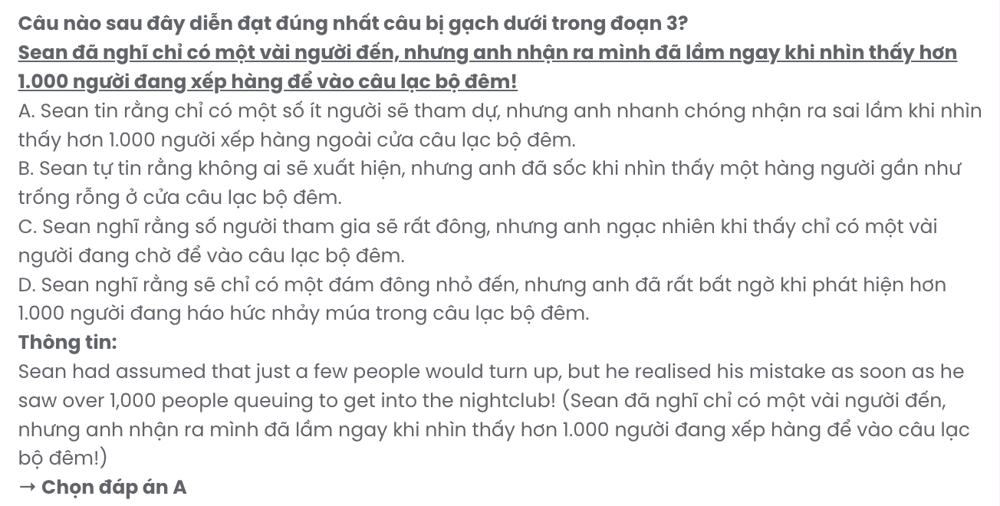 Câu nào sau đây diễn đạt đúng nhất câu bị gạch dưới trong đoạn 3?
Sean đã nghĩ chỉ có một vài người đến, nhưng anh nhận ra mình đã lầm ngay khi nhìn thấy hơn
1.000 người đang xếp hàng để vào câu lạc bộ đêm!
A. Sean tin rằng chỉ có một số ít người sẽ tham dự, nhưng anh nhanh chóng nhận ra sai lầm khi nhìn
thấy hơn 1.000 người xếp hàng ngoài cửa câu lạc bộ đêm.
B. Sean tự tin rằng không ai sẽ xuất hiện, nhưng anh đã sốc khi nhìn thấy một hàng người gần như
trống rỗng ở cửa câu lạc bộ đêm.
C. Sean nghĩ rằng số người tham gia sẽ rất đông, nhưng anh ngạc nhiên khi thấy chỉ có một vài
người đang chờ để vào câu lạc bộ đêm.
D. Sean nghĩ rằng sẽ chỉ có một đám đông nhỏ đến, nhưng anh đã rất bất ngờ khi phát hiện hơn
1.000 người đang háo hức nhảy múa trong câu lạc bộ đêm.
Thông tin:
Sean had assumed that just a few people would turn up, but he realised his mistake as soon as he
saw over 1,000 people queuing to get into the nightclub! (Sean đã nghĩ chỉ có một vài người đến,
nhưng anh nhận ra mình đã lầm ngay khi nhìn thấy hơn 1.000 người đang xếp hàng để vào câu lạc
bộ đêm!)
→ Chọn đáp án A